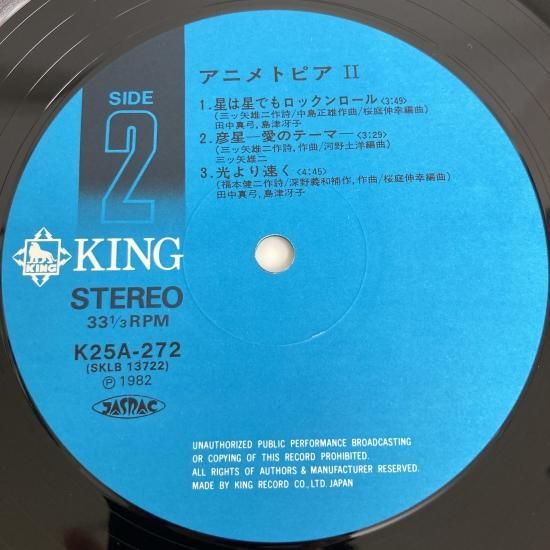 アニメトピア II
SIDE
2
1.星は星でもロックンロール〈3:49〉
(三ッ矢雄二作詩/中島正雄作曲/桜庭伸幸編曲)
田中真弓,島津冴子
2.彦星―愛のテーマ―〈3:29〉
(三ッ矢雄二作詩,作曲/河野土洋編曲)
三ッ矢雄二
3.光より速く〈4:45〉
(福本健二作詩/深野義和補作,作曲/桜庭伸幸編曲)
田中真弓,島津冴子
KING
KING
STEREO
33 1/3 RPM
K25A-272
(SKLB 13722)
Ⓟ 1982
JASRAC
UNAUTHORIZED PUBLIC PERFORMANCE BROADCASTING
OR COPYING OF THIS RECORD PROHIBITED.
ALL RIGHTS OF AUTHORS & MANUFACTURER RESERVED.
MADE BY KING RECORD CO.,LTD. JAPAN